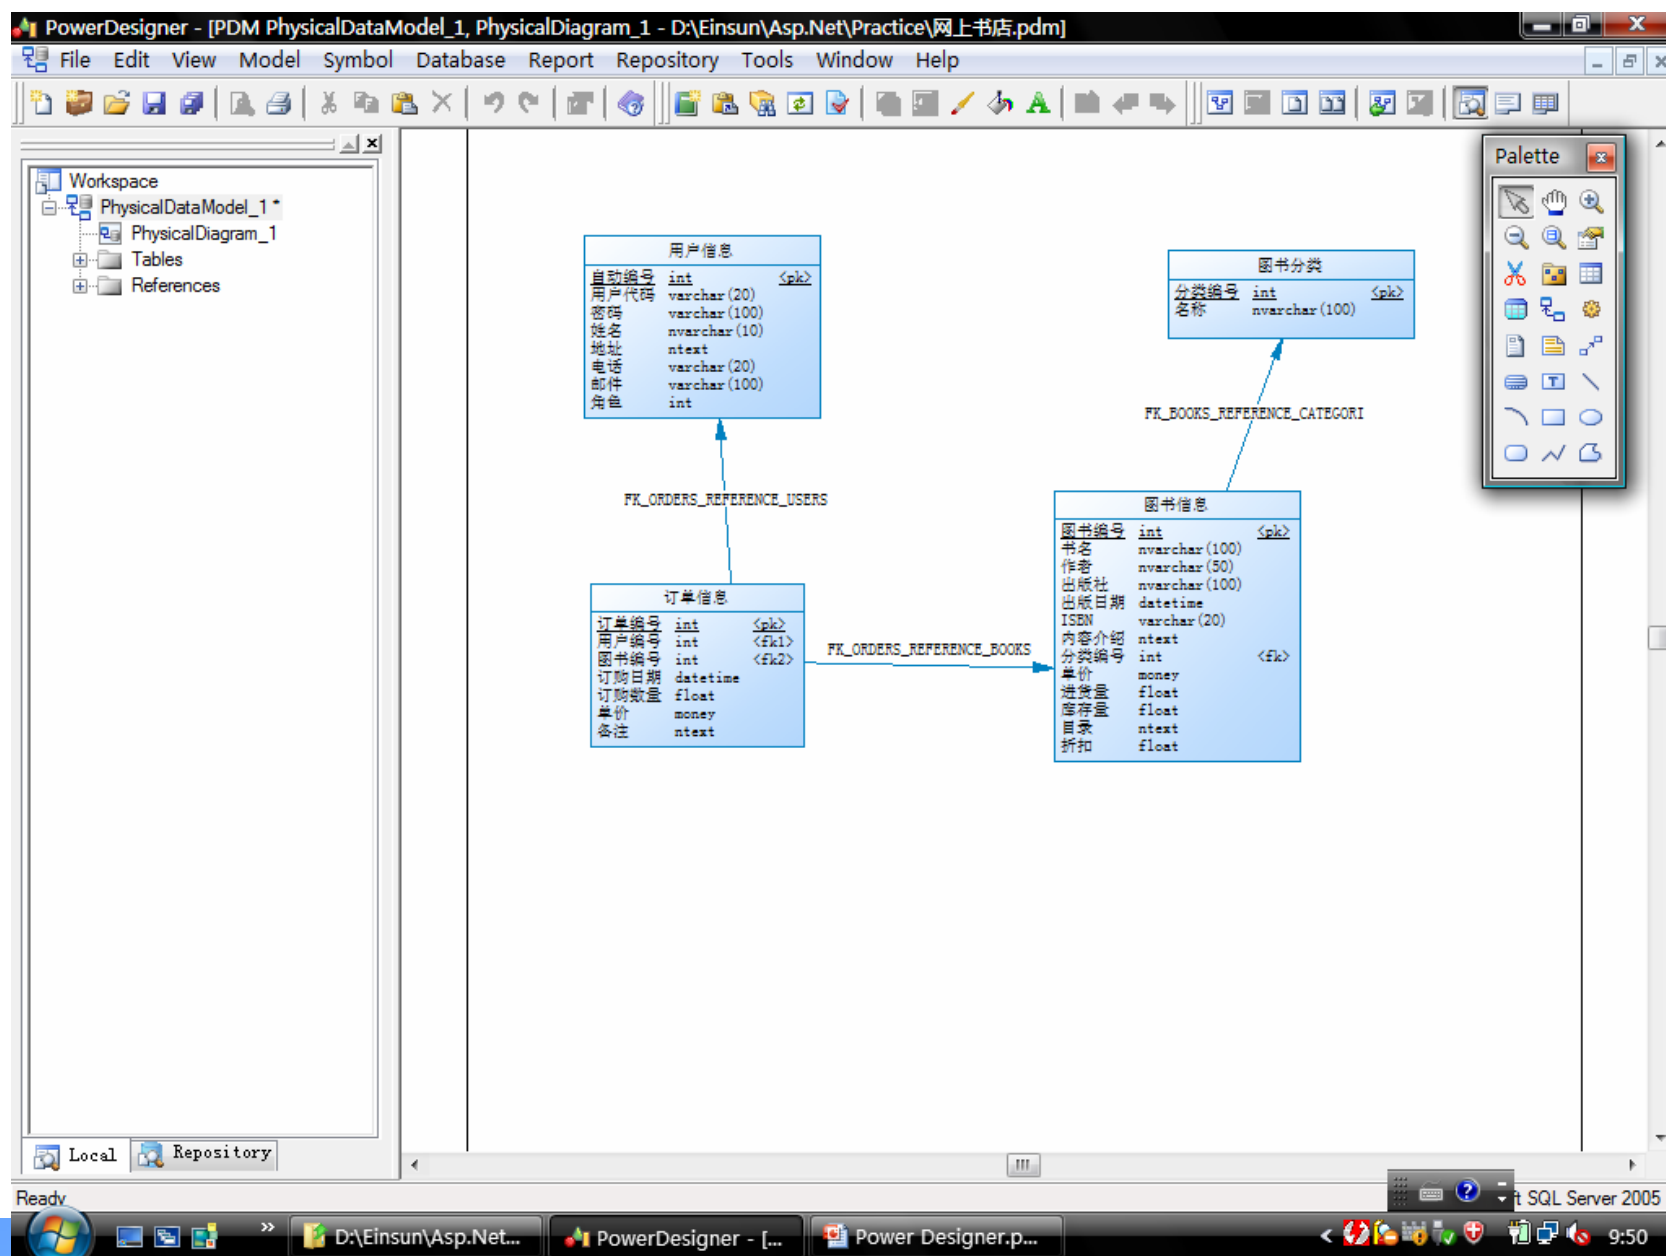 PowerDesigner - [PDM PhysicalDataModel_1, PhysicalDiagram_1 - D:\Einsun\Asp.Net\Practice\网上书店.pdm]
File Edit View Model Symbol Database Report Repository Tools Window Help
Palette
Workspace
PhysicalDataModel_1 *
PhysicalDiagram_1
Tables
References
用户信息
自动编号 int <pk>
用户代码 varchar(20)
密码 varchar(100)
姓名 nvarchar(10)
地址 ntext
电话 varchar(20)
邮件 varchar(100)
角色 int
图书分类
分类编号 int <pk>
名称 nvarchar(100)
FK_BOOKS_REFERENCE_CATEGORI
FK_ORDERS_REFERENCE_USERS
图书信息
图书编号 int <pk>
书名 nvarchar(100)
作者 nvarchar(50)
出版社 nvarchar(100)
出版日期 datetime
ISBN varchar(20)
内容介绍 ntext
分类编号 int <fk>
单价 money
进货量 float
库存量 float
目录 ntext
折扣 float
订单信息
订单编号 int <pk>
用户编号 int <fk1>
图书编号 int <fk2>
订购日期 datetime
订购数量 float
单价 money
备注 ntext
FK_ORDERS_REFERENCE_BOOKS
Local Repository
Ready
ft SQL Server 2005
D:\Einsun\Asp.Net... PowerDesigner - [... Power Designer.p... 9:50